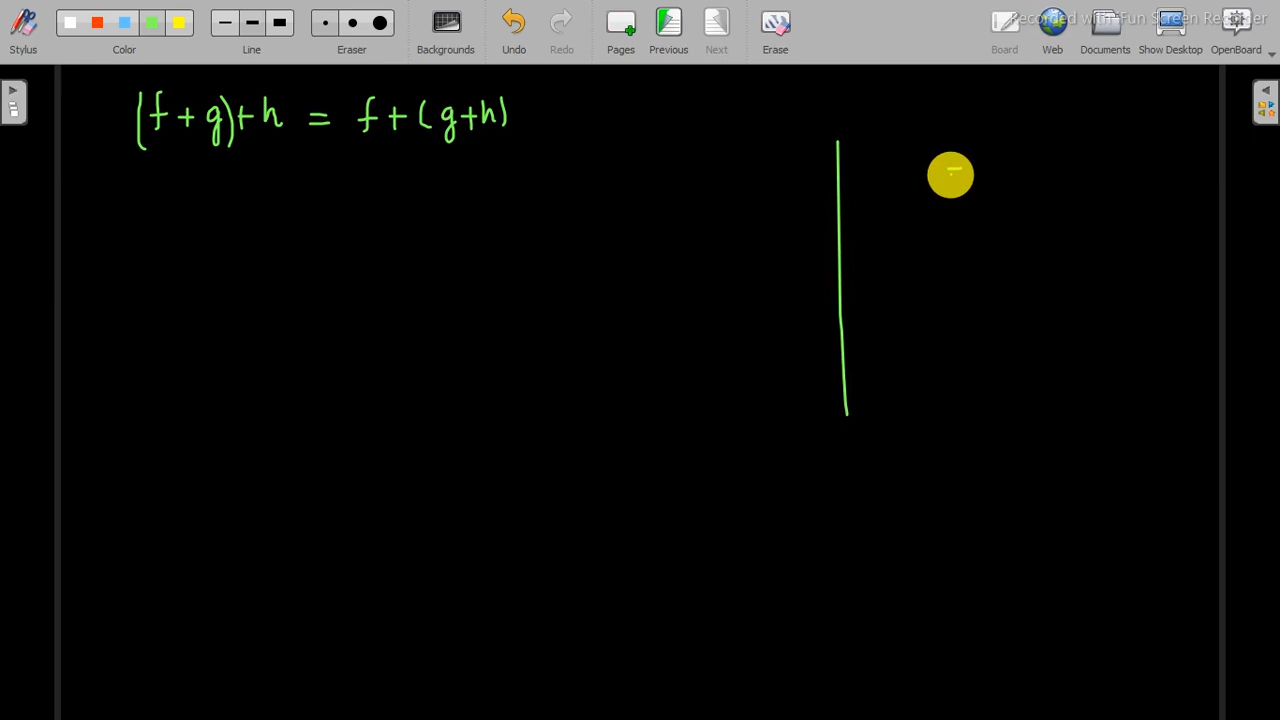 Recorded with Fun Screen Recorder
Stylus
Color
Line
Eraser
Backgrounds
Undo
Redo
Pages
Previous
Next
Erase
Board
Web
Documents
Show Desktop
OpenBoard
(f + g) + h = f + (g + h)